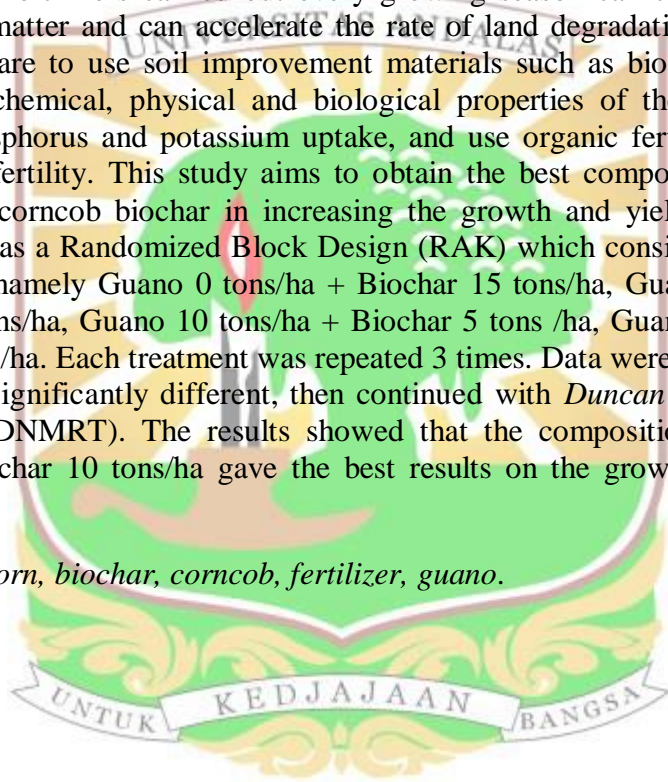 matter and can accelerate the rate of land degradati
UNIVERSITAS ANDALAS
are to use soil improvement materials such as bio
chemical, physical and biological properties of th
sphorus and potassium uptake, and use organic fer
fertility. This study aims to obtain the best compo
corncob biochar in increasing the growth and yiel
as a Randomized Block Design (RAK) which consi
namely Guano 0 tons/ha + Biochar 15 tons/ha, Gua
ns/ha, Guano 10 tons/ha + Biochar 5 tons /ha, Guan
/ha. Each treatment was repeated 3 times. Data were
significantly different, then continued with Duncan
DNMRT). The results showed that the compositi
char 10 tons/ha gave the best results on the grow
orn, biochar, corncob, fertilizer, guano.
UNTUK KEDJAJAAN BANGSA